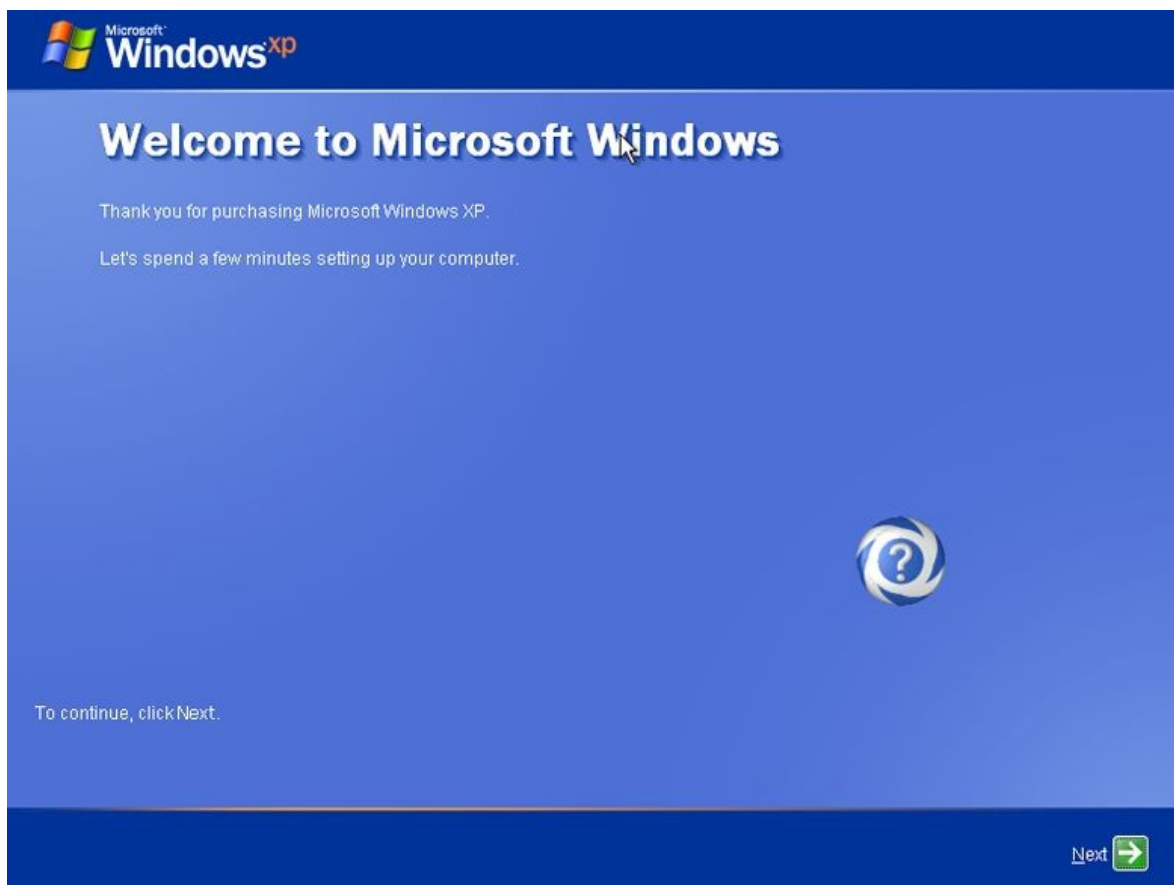 Microsoft
Windows xp
Welcome to Microsoft Windows
Thank you for purchasing Microsoft Windows XP.
Let's spend a few minutes setting up your computer.
?
To continue, click Next.
Next